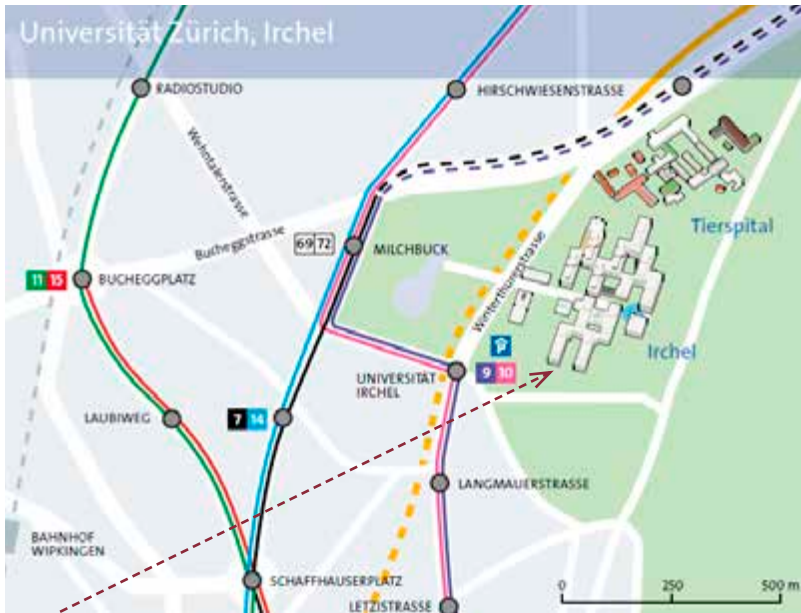 Universität Zürich, Irchel
RADIOSTUDIO
HIRSCHWIESENSTRASSE
Wehntalerstrasse
Bucheggstrasse
69 72
MILCHBUCK
Tierspital
11 15
BUCHEGGPLATZ
Winterthurerstrasse
Irchel
P
UNIVERSITÄT
IRCHEL
9 10
LAUBIWEG
7 14
LANGMAUERSTRASSE
BAHNHOF
WIPKINGEN
SCHAFFHAUSERPLATZ
LETZISTRASSE
0 250 500 m